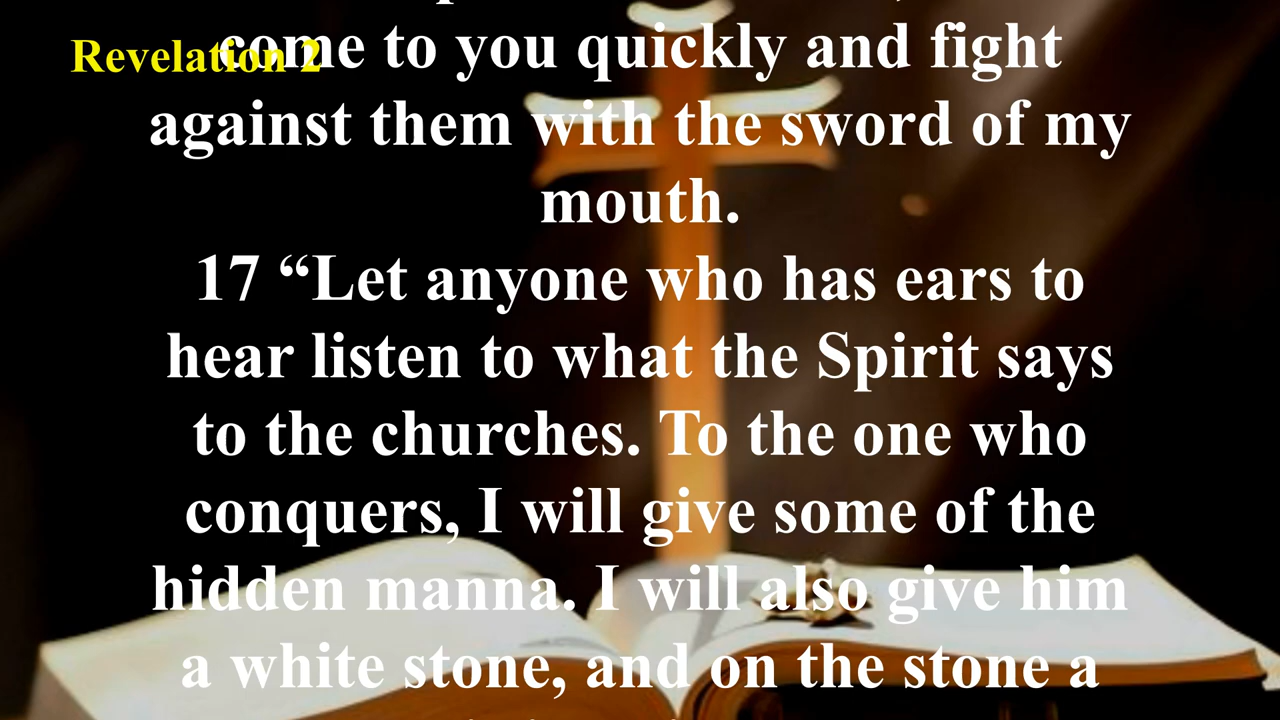 Revelation 2
come to you quickly and fight
against them with the sword of my
mouth.
17 “Let anyone who has ears to
hear listen to what the Spirit says
to the churches. To the one who
conquers, I will give some of the
hidden manna. I will also give him
a white stone, and on the stone a